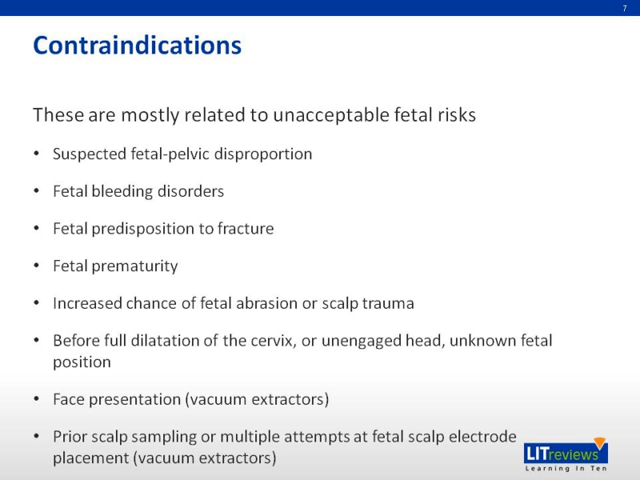 7
Contraindications
These are mostly related to unacceptable fetal risks
• Suspected fetal-pelvic disproportion
• Fetal bleeding disorders
• Fetal predisposition to fracture
• Fetal prematurity
• Increased chance of fetal abrasion or scalp trauma
• Before full dilatation of the cervix, or unengaged head, unknown fetal
position
• Face presentation (vacuum extractors)
• Prior scalp sampling or multiple attempts at fetal scalp electrode
placement (vacuum extractors)
LITreviews
Learning In Ten